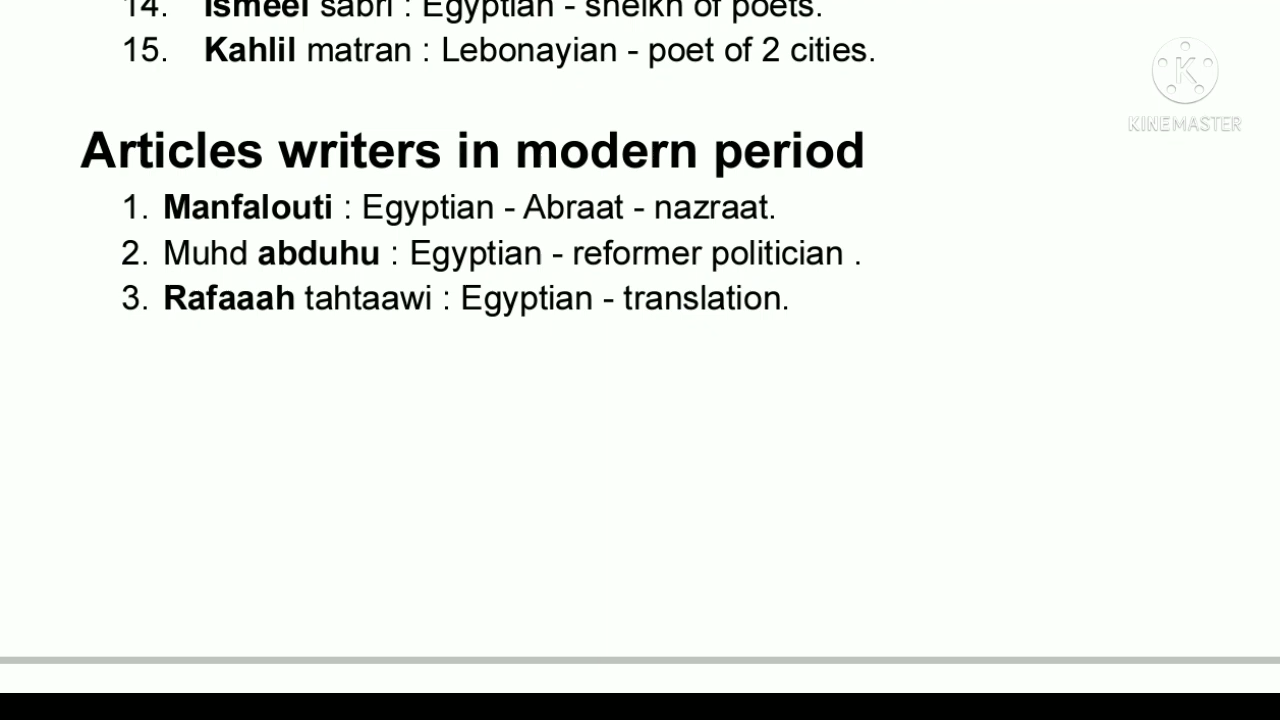 14. Ismeel sabri : Egyptian - sheikh of poets.
15. Kahlil matran : Lebonayian - poet of 2 cities.
K
KINEMASTER
Articles writers in modern period
1. Manfalouti : Egyptian - Abraat - nazraat.
2. Muhd abduhu : Egyptian - reformer politician .
3. Rafaaah tahtaawi : Egyptian - translation.